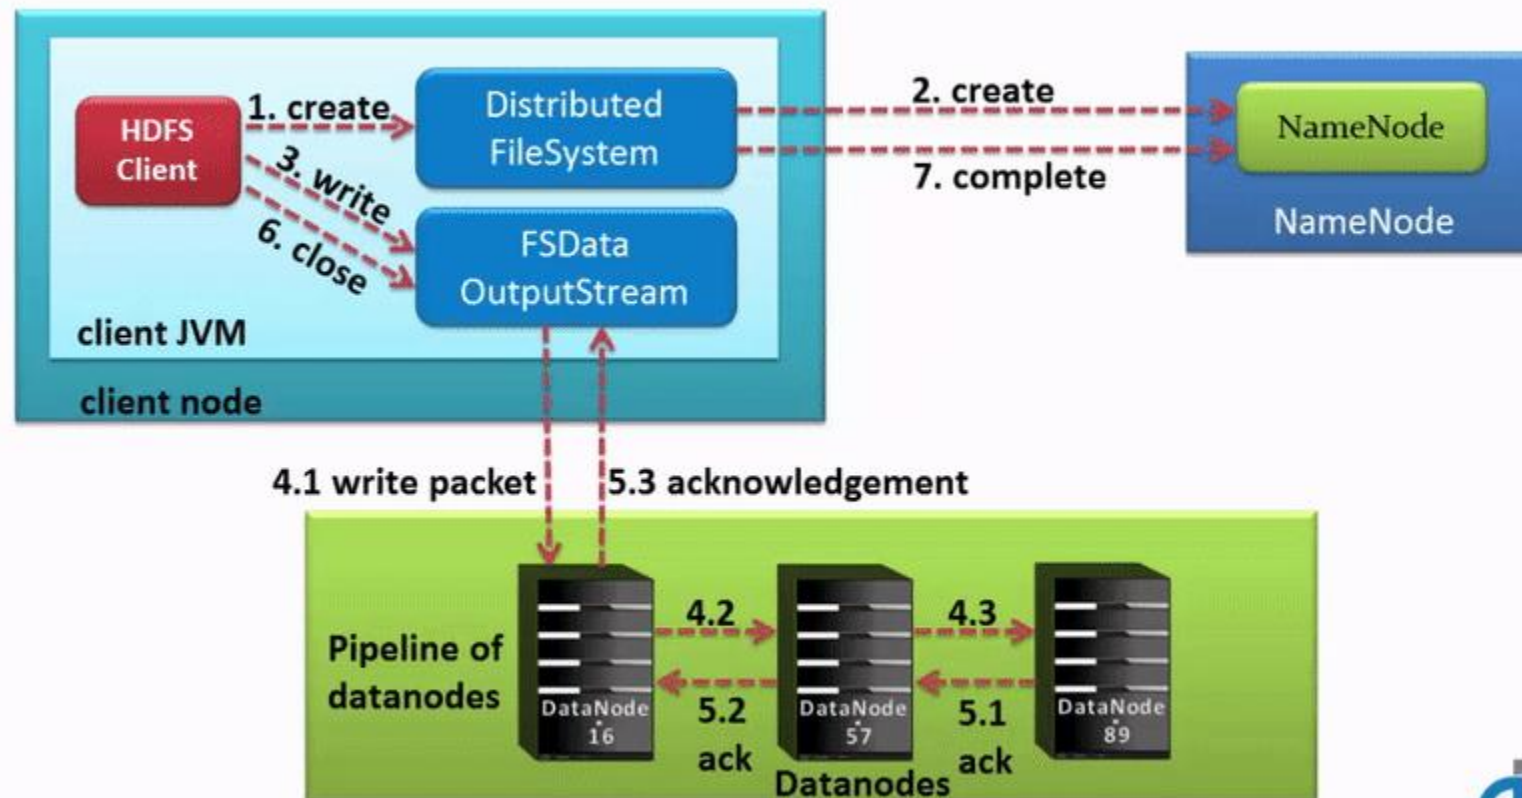 HDFS
Client
1. create
3. write
6. close
Distributed
FileSystem
FSData
OutputStream
client JVM
client node
2. create
7. complete
NameNode
NameNode
4.1 write packet
5.3 acknowledgement
Pipeline of
datanodes
4.2
4.3
5.2
ack
5.1
ack
DataNode
16
DataNode
57
DataNode
89
Datanodes